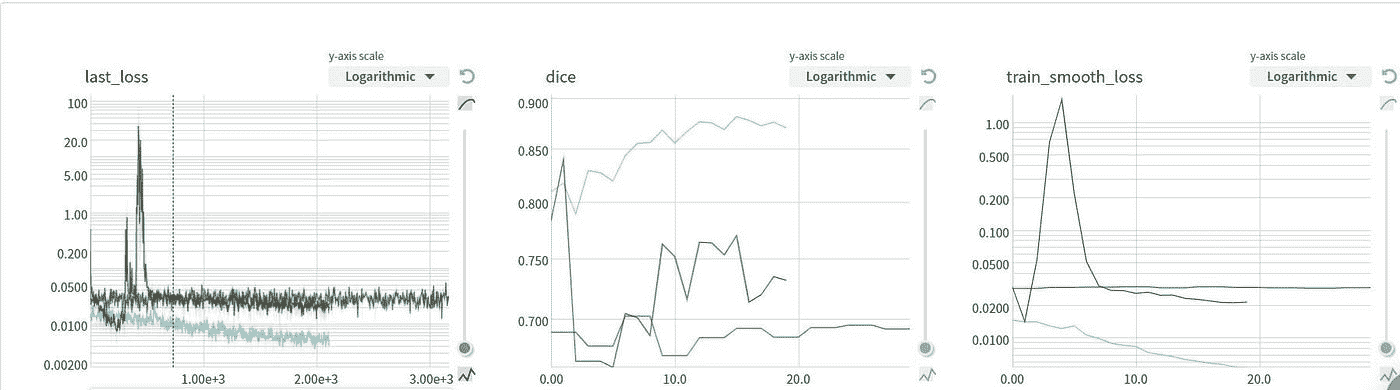 y-axis scale
last_loss
Logarithmic
100
20.0
5.00
1.00
0.200
0.0500
0.0100
0.00200
1.00e+3
2.00e+3
3.00e+3
y-axis scale
dice
Logarithmic
0.900
0.850
0.800
0.750
0.700
0.00
10.0
20.0
y-axis scale
train_smooth_loss
Logarithmic
1.00
0.500
0.200
0.100
0.0500
0.0200
0.0100
0.00
10.0
20.0